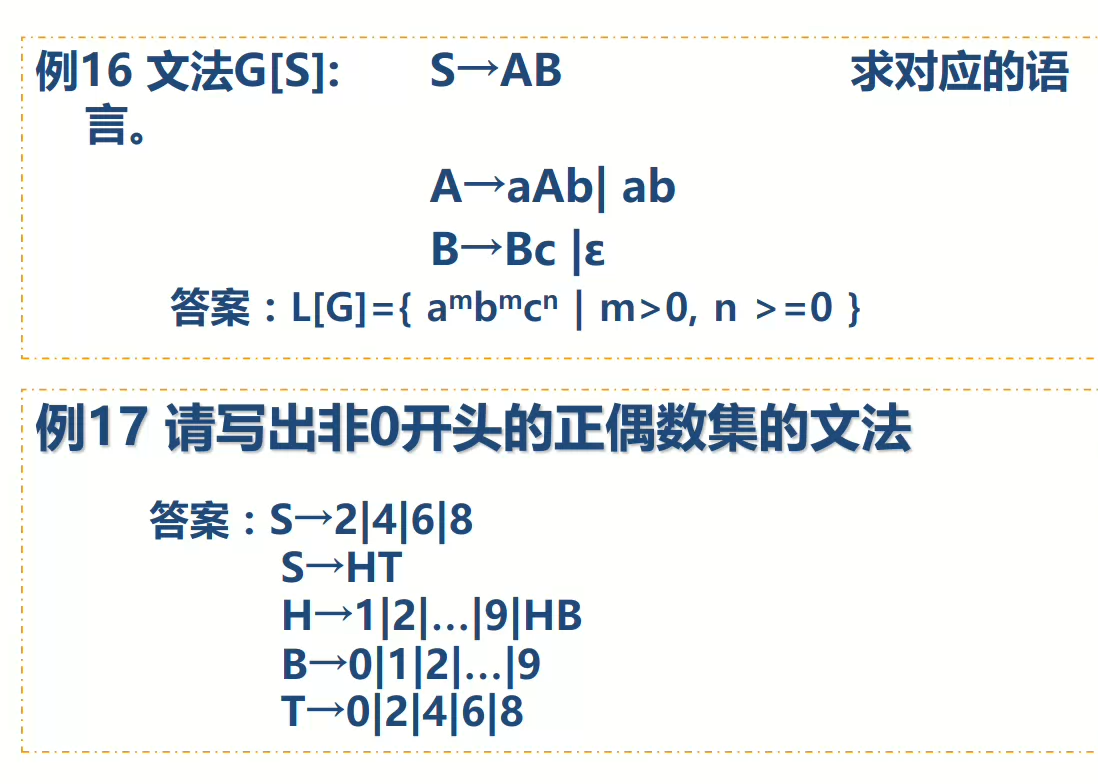 例16 文法G[S]: S→AB 求对应的语
言。
A→aAb| ab
B→Bc |ε
答案：L[G]={ aᵐbᵐcⁿ | m>0, n >=0 }
例17 请写出非0开头的正偶数集的文法
答案：S→2|4|6|8
S→HT
H→1|2|…|9|HB
B→0|1|2|…|9
T→0|2|4|6|8